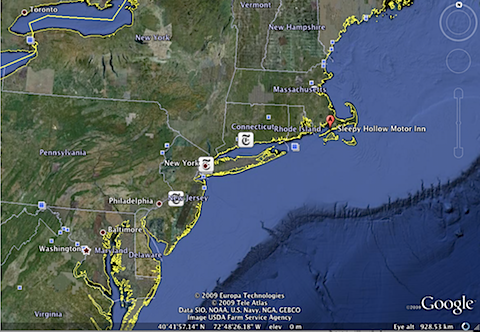 Toronto
Vermont
New Hampshire
New York
Massachusetts
Connecticut
Rhode Island
Sleepy Hollow Motor Inn
Pennsylvania
New York
Philadelphia
Jersey
Baltimore
Washington
Maryland
Delaware
© 2009 Europa Technologies
© 2009 Tele Atlas
Data SIO, NOAA, U.S. Navy, NGA, GEBCO
Image USDA Farm Service Agency
©2009 Google
40°41'57.14" N 72°48'26.18" W elev 0 m Eye alt 928.53 km